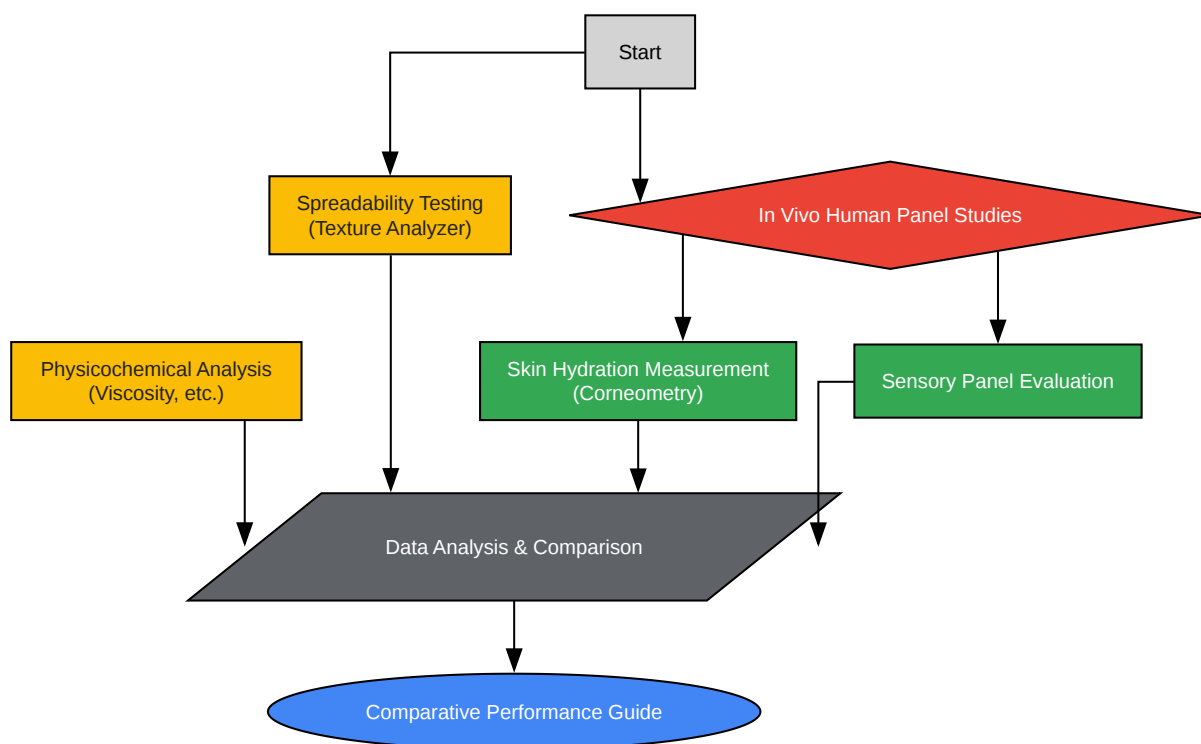 Start
Spreadability Testing
(Texture Analyzer)
In Vivo Human Panel Studies
Physicochemical Analysis
(Viscosity, etc.)
Skin Hydration Measurement
(Corneometry)
Sensory Panel Evaluation
Data Analysis & Comparison
Comparative Performance Guide